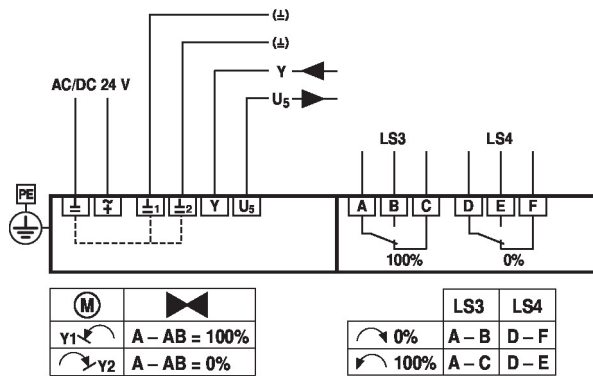 (⊥)
(⊥)
Y
AC/DC 24 V
U5
LS3 LS4
PE
⊥ ≂ ⊥1 ⊥2 Y U5 A B C D E F
100% 0%
M
Y1 A – AB = 100%
Y2 A – AB = 0%
LS3 LS4
0% A – B D – F
100% A – C D – E